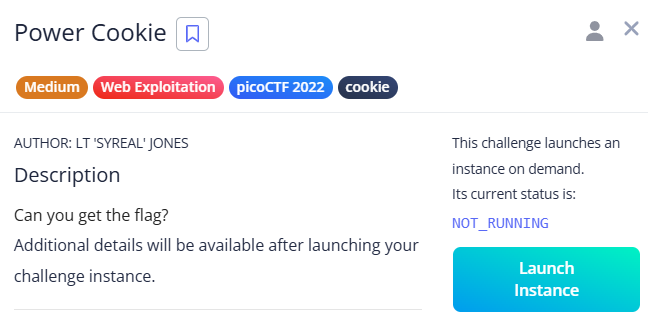 Power Cookie
Medium Web Exploitation picoCTF 2022 cookie
AUTHOR: LT 'SYREAL' JONES
Description
Can you get the flag?
Additional details will be available after launching your
challenge instance.
This challenge launches an
instance on demand.
Its current status is:
NOT_RUNNING
Launch
Instance